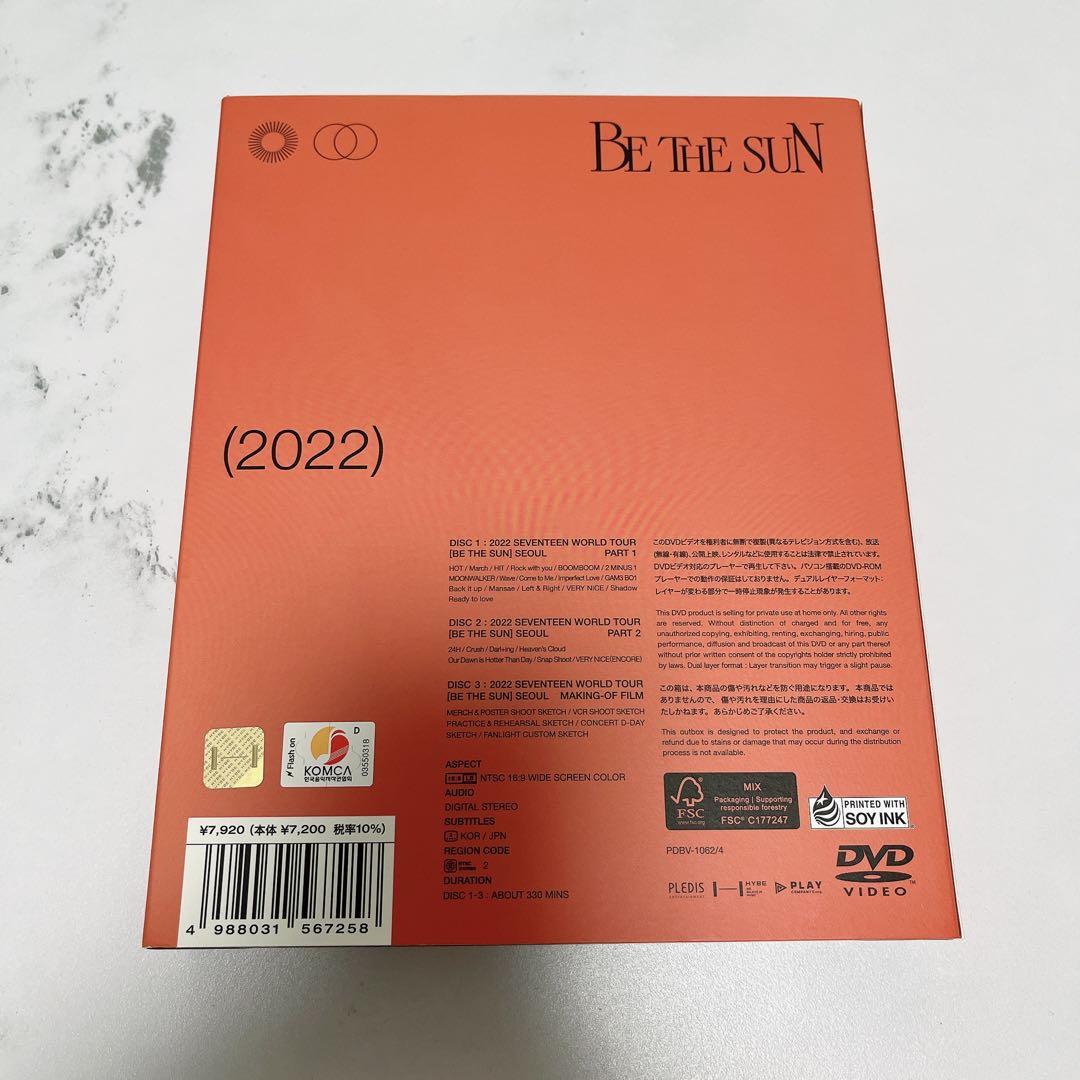 BE THE SUN
(2022)
DISC 1 : 2022 SEVENTEEN WORLD TOUR
[BE THE SUN] SEOUL PART 1
HOT / March / HIT / Rock with you / BOOMBOOM / 2 MINUS 1
MOONWALKER / Wave / Come to Me / Imperfect Love / GAM3 BO1
Back it up / Mansae / Left & Right / VERY NICE / Shadow
Ready to love
DISC 2 : 2022 SEVENTEEN WORLD TOUR
[BE THE SUN] SEOUL PART 2
24H / Crush / Darl+ing / Heaven's Cloud
Our Dawn is Hotter Than Day / Snap Shoot / VERY NICE(ENCORE)
DISC 3 : 2022 SEVENTEEN WORLD TOUR
[BE THE SUN] SEOUL MAKING-OF FILM
MERCH & POSTER SHOOT SKETCH / VCR SHOOT SKETCH
PRACTICE & REHEARSAL SKETCH / CONCERT D-DAY
SKETCH / FANLIGHT CUSTOM SKETCH
ASPECT
16:9 LB NTSC 16:9 WIDE SCREEN COLOR
AUDIO
DIGITAL STEREO
SUBTITLES
KOR / JPN
REGION CODE
NTSC 2
DURATION
DISC 1-3 : ABOUT 330 MINS
このDVDビデオを権利者に無断で複製(異なるテレビジョン方式を含む)、放送
(無線・有線)、公開上映、レンタルなどに使用することは法律で禁止されています。
DVDビデオ対応のプレーヤーで再生して下さい。パソコン搭載のDVD-ROM
プレーヤーでの動作の保証はしておりません。デュアルレイヤーフォーマット:
レイヤーが変わる部分で一時停止現象が発生することがあります。
This DVD product is selling for private use at home only. All other rights
are reserved. Without distinction of charged and for free, any
unauthorized copying, exhibiting, renting, exchanging, hiring, public
performance, diffusion and broadcast of this DVD or any part thereof
without prior written consent of the copyrights holder strictly prohibited
by laws. Dual layer format : Layer transition may trigger a slight pause.
この箱は、本商品の傷や汚れなどを防ぐ用途になります。本商品では
ありませんので、傷や汚れを理由にした商品の返品・交換はお受けい
たしかねます。あらかじめご了承ください。
This outbox is designed to protect the product, and exchange or
refund due to stains or damage that may occur during the distribution
process is not available.
Flash on
KOMCA
한국음악저작권협회
D
03550318
¥7,920 (本体 ¥7,200 税率10%)
4 988031 567258
FSC
www.fsc.org
MIX
Packaging | Supporting
responsible forestry
FSC® C177247
PRINTED WITH
SOY INK
PDBV-1062/4
PLEDIS
ENTERTAINMENT
HYBE
PLAY
COMPANY
DVD
VIDEO
TM